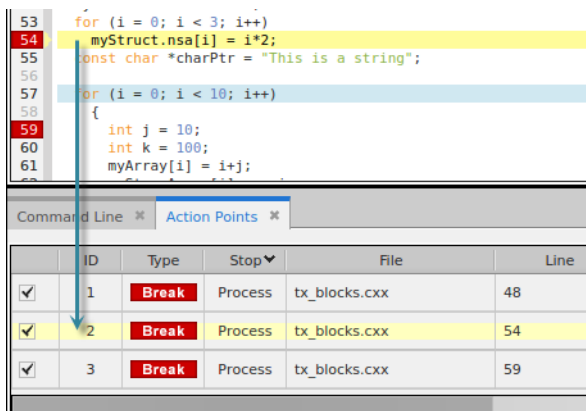 53 for (i = 0; i < 3; i++)
54 myStruct.nsa[i] = i*2;
55 const char *charPtr = "This is a string";
56
57 for (i = 0; i < 10; i++)
58 {
59 int j = 10;
60 int k = 100;
61 myArray[i] = i+j;
Command Line × Action Points ×
ID Type Stop File Line
1 Break Process tx_blocks.cxx 48
2 Break Process tx_blocks.cxx 54
3 Break Process tx_blocks.cxx 59